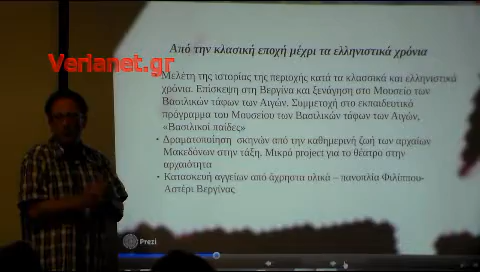 Από την κλασική εποχή μέχρι τα ελληνιστικά χρόνια
Verianet.gr
Μελέτη της ιστορίας της περιοχής κατά τα κλασσικά και ελληνιστικά
χρόνια. Επίσκεψη στη Βεργίνα και ξενάγηση στο Μουσείο των
Βασιλικών τάφων των Αιγών. Συμμετοχή στο εκπαιδευτικό
πρόγραμμα του Μουσείου των Βασιλικών τάφων των Αιγών,
«Βασιλικοί παίδες»
• Δραματοποίηση σκηνών από την καθημερινή ζωή των αρχαίων
Μακεδόνων στην τάξη. Μικρό project για το θέατρο στην
αρχαιότητα
• Κατασκευή αγγείων από άχρηστα υλικά – πανοπλία Φιλίππου-
Αστέρι Βεργίνας
Prezi